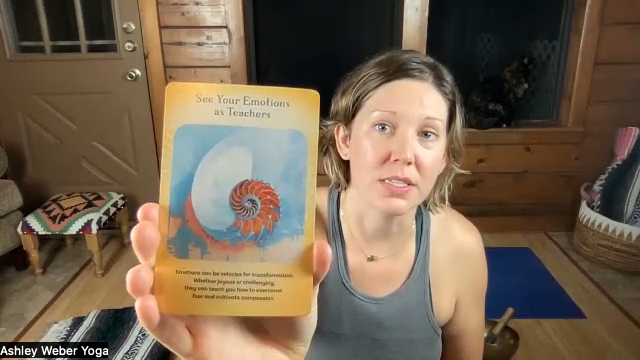 See Your Emotions
as Teachers
Emotions can be vehicles for transformation.
Whether joyous or challenging,
they can teach you how to overcome
fear and cultivate compassion.
Ashley Weber Yoga